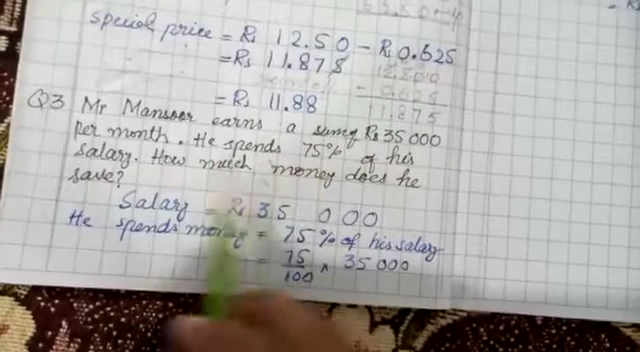 special price = Rs 12.50 - Rs 0.625
= Rs 11.878
12.500
- 0.625
11.875
= Rs 11.88
Q3 Mr Mansoor earns a sum of Rs 35 000
per month. He spends 75% of his
salary. How much money does he
save?
Salary = Rs 35 000
He spends money = 75% of his salary
= 75/100 × 35 000